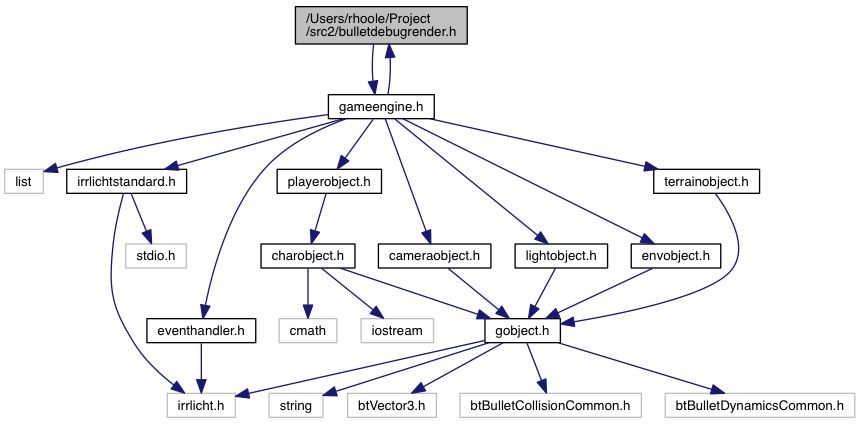 /Users/rhoole/Project
/src2/bulletdebugrender.h
gameengine.h
list
irrlichtstandard.h
playerobject.h
terrainobject.h
stdio.h
charobject.h
cameraobject.h
lightobject.h
envobject.h
eventhandler.h
cmath
iostream
gobject.h
irrlicht.h
string
btVector3.h
btBulletCollisionCommon.h
btBulletDynamicsCommon.h